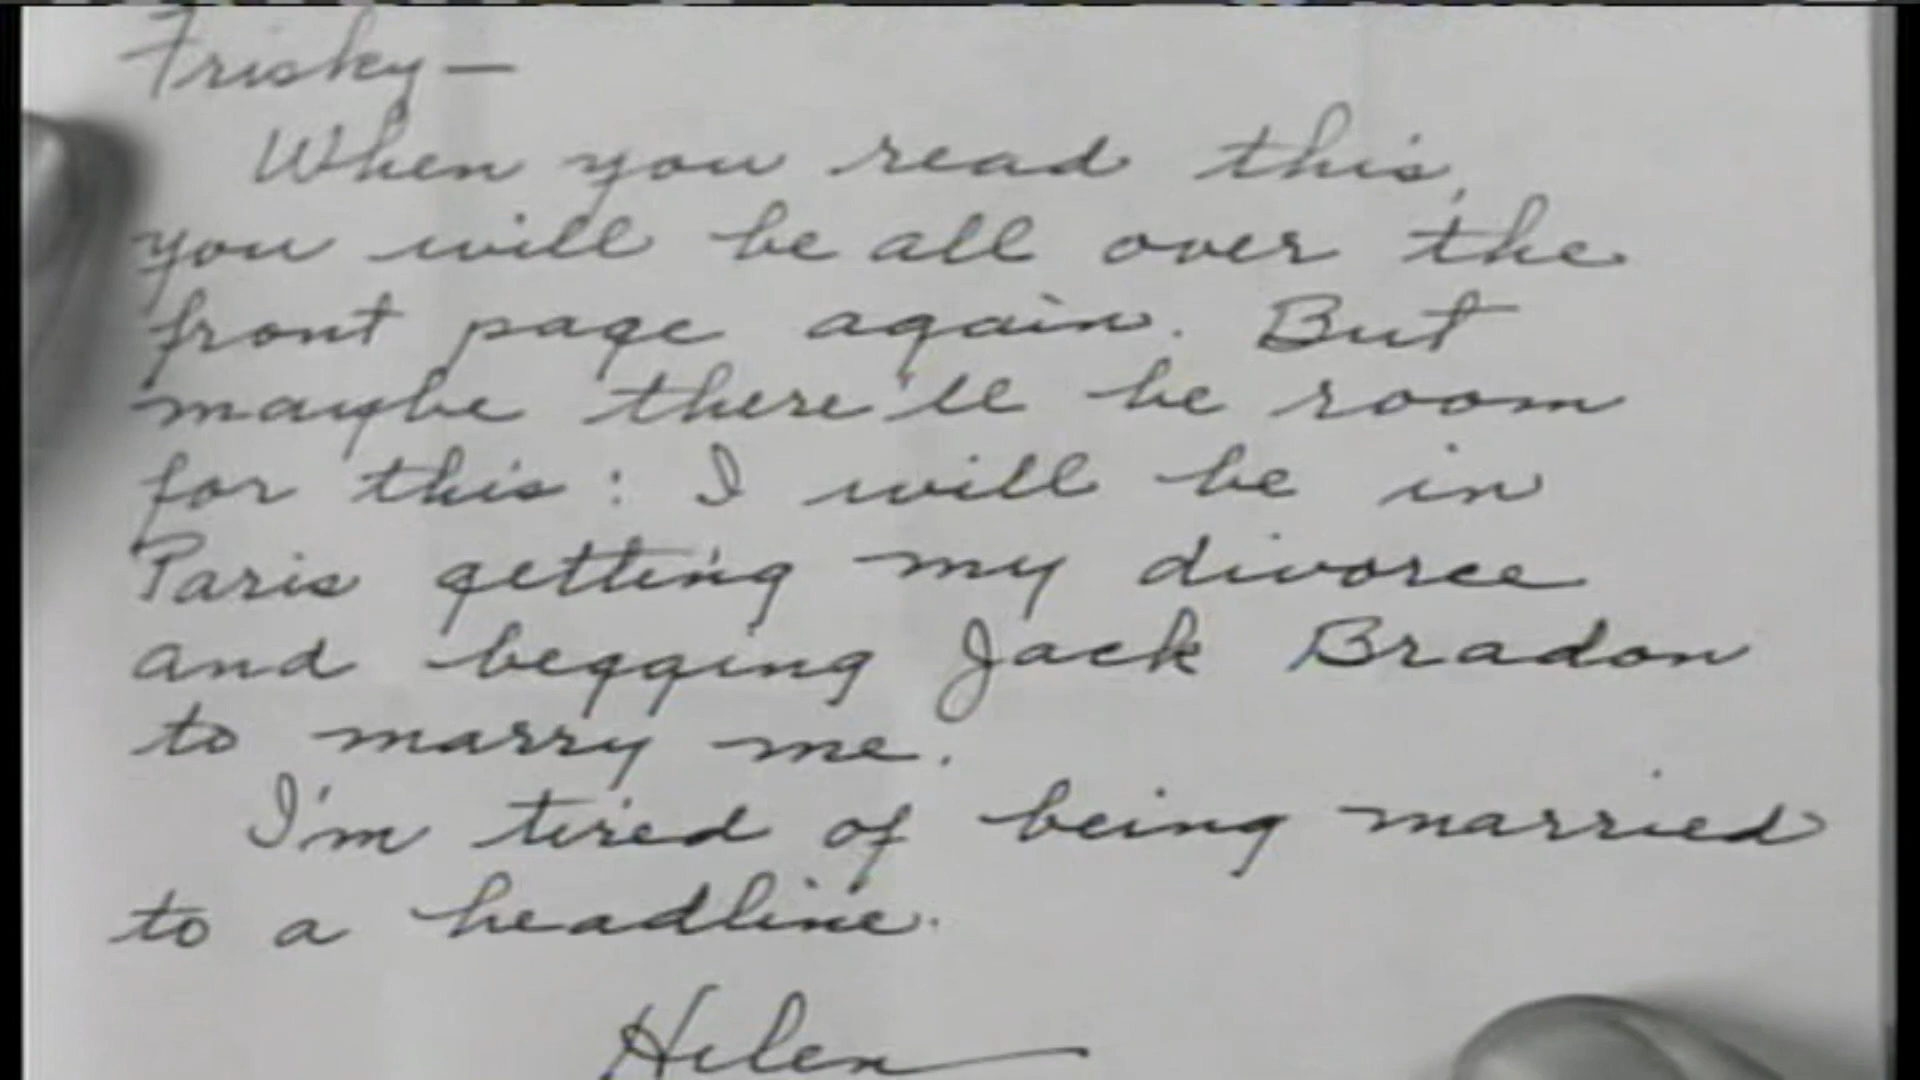 Frisky—
When you read this,
you will be all over the
front page again. But
maybe there'll be room
for this: I will be in
Paris getting my divorce
and begging Jack Bradon
to marry me.
I'm tired of being married
to a headline.
Helen